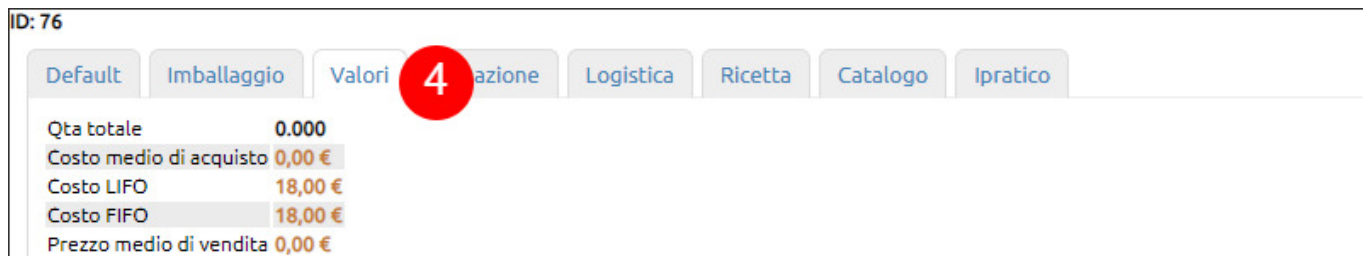 ID: 76
Default Imballaggio Valori 4 azione Logistica Ricetta Catalogo Ipratico
Qta totale 0.000
Costo medio di acquisto 0,00 €
Costo LIFO 18,00 €
Costo FIFO 18,00 €
Prezzo medio di vendita 0,00 €